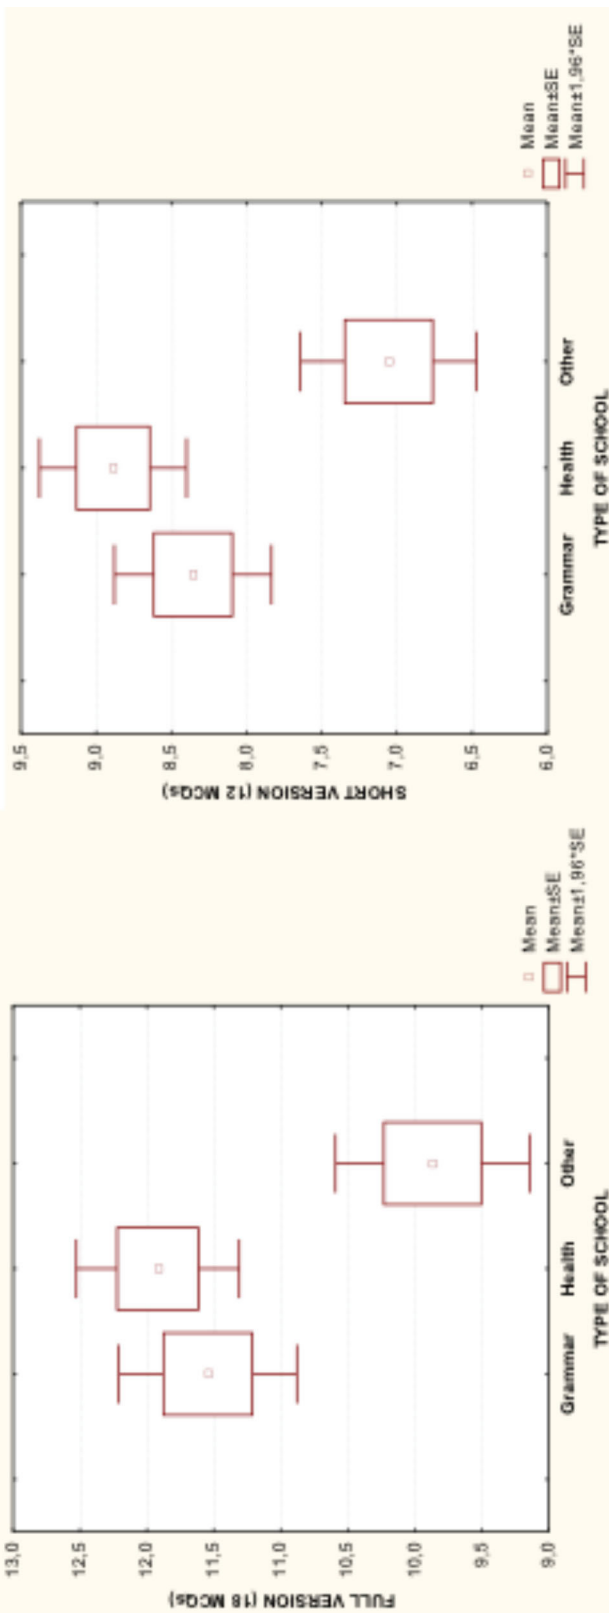 FULL VERSION (18 MCQs)
13,0
12,5
12,0
11,5
11,0
10,5
10,0
9,5
9,0
Grammar Health Other
TYPE OF SCHOOL
Mean
Mean±SE
Mean±1,96*SE
SHORT VERSION (12 MCQs)
9,5
9,0
8,5
8,0
7,5
7,0
6,5
6,0
Grammar Health Other
TYPE OF SCHOOL
Mean
Mean±SE
Mean±1,96*SE